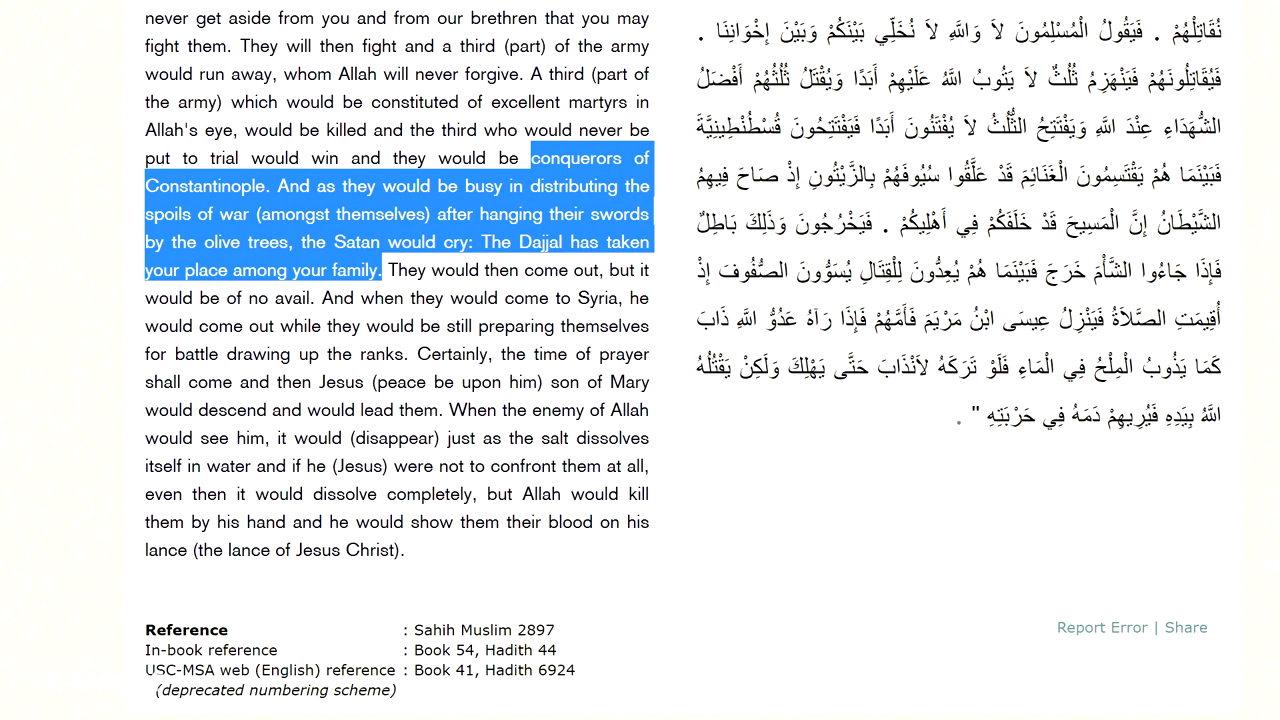 never get aside from you and from our brethren that you may
fight them. They will then fight and a third (part) of the army
would run away, whom Allah will never forgive. A third (part of
the army) which would be constituted of excellent martyrs in
Allah's eye, would be killed and the third who would never be
put to trial would win and they would be conquerors of
Constantinople. And as they would be busy in distributing the
spoils of war (amongst themselves) after hanging their swords
by the olive trees, the Satan would cry: The Dajjal has taken
your place among your family. They would then come out, but it
would be of no avail. And when they would come to Syria, he
would come out while they would be still preparing themselves
for battle drawing up the ranks. Certainly, the time of prayer
shall come and then Jesus (peace be upon him) son of Mary
would descend and would lead them. When the enemy of Allah
would see him, it would (disappear) just as the salt dissolves
itself in water and if he (Jesus) were not to confront them at all,
even then it would dissolve completely, but Allah would kill
them by his hand and he would show them their blood on his
lance (the lance of Jesus Christ).
نُقَاتِلْهُمْ . فَيَقُولُ الْمُسْلِمُونَ لاَ وَاللَّهِ لاَ نُخَلِّي بَيْنَكُمْ وَبَيْنَ إِخْوَانِنَا .
فَيُقَاتِلُونَهُمْ فَيَنْهَزِمُ ثُلُثٌ لاَ يَتُوبُ اللَّهُ عَلَيْهِمْ أَبَدًا وَيُقْتَلُ ثُلُثُهُمْ أَفْضَلُ
الشُّهَدَاءِ عِنْدَ اللَّهِ وَيَفْتَتِحُ الثُّلُثُ لاَ يُفْتَنُونَ أَبَدًا فَيَفْتَتِحُونَ قُسْطُنْطِينِيَّةَ
فَبَيْنَمَا هُمْ يَقْتَسِمُونَ الْغَنَائِمَ قَدْ عَلَّقُوا سُيُوفَهُمْ بِالزَّيْتُونِ إِذْ صَاحَ فِيهِمُ
الشَّيْطَانُ إِنَّ الْمَسِيحَ قَدْ خَلَفَكُمْ فِي أَهْلِيكُمْ . فَيَخْرُجُونَ وَذَلِكَ بَاطِلٌ
فَإِذَا جَاءُوا الشَّأْمَ خَرَجَ فَبَيْنَمَا هُمْ يُعِدُّونَ لِلْقِتَالِ يُسَوُّونَ الصُّفُوفَ إِذْ
أُقِيمَتِ الصَّلاَةُ فَيَنْزِلُ عِيسَى ابْنُ مَرْيَمَ فَأَمَّهُمْ فَإِذَا رَآهُ عَدُوُّ اللَّهِ ذَابَ
كَمَا يَذُوبُ الْمِلْحُ فِي الْمَاءِ فَلَوْ تَرَكَهُ لاَنْذَابَ حَتَّى يَهْلِكَ وَلَكِنْ يَقْتُلُهُ
اللَّهُ بِيَدِهِ فَيُرِيهِمْ دَمَهُ فِي حَرْبَتِهِ " .
Reference : Sahih Muslim 2897
In-book reference : Book 54, Hadith 44
USC-MSA web (English) reference : Book 41, Hadith 6924
(deprecated numbering scheme)
Report Error | Share